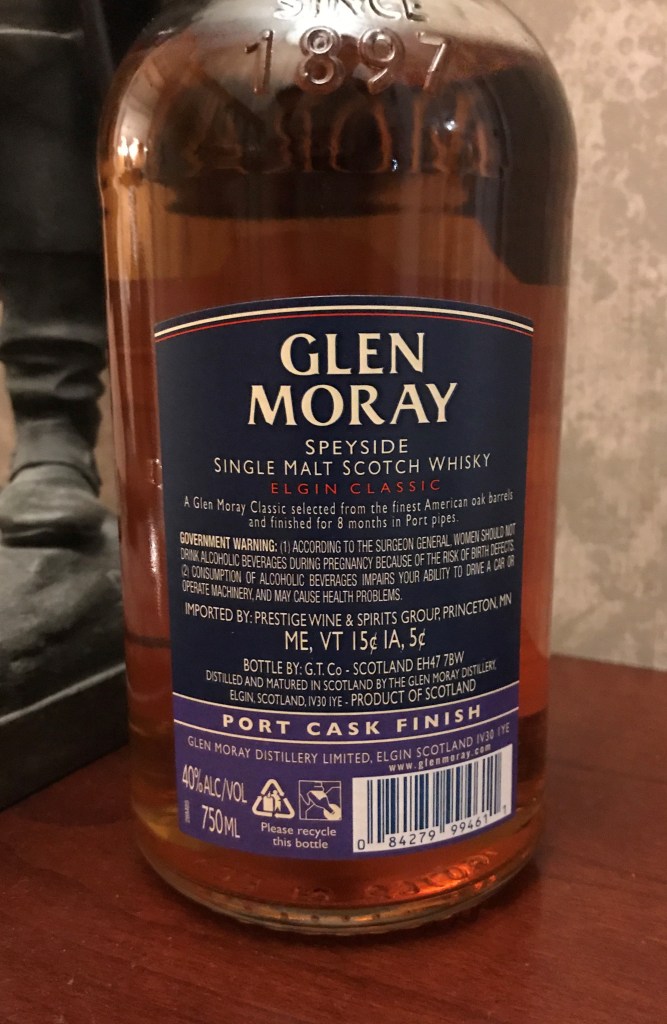 SINCE
1897
GLEN
MORAY
SPEYSIDE
SINGLE MALT SCOTCH WHISKY
ELGIN CLASSIC
A Glen Moray Classic selected from the finest American oak barrels
and finished for 8 months in Port pipes.
GOVERNMENT WARNING: (1) ACCORDING TO THE SURGEON GENERAL WOMEN SHOULD NOT
DRINK ALCOHOLIC BEVERAGES DURING PREGNANCY BECAUSE OF THE RISK OF BIRTH DEFECTS.
(2) CONSUMPTION OF ALCOHOLIC BEVERAGES IMPAIRS YOUR ABILITY TO DRIVE A CAR OR
OPERATE MACHINERY, AND MAY CAUSE HEALTH PROBLEMS.
IMPORTED BY: PRESTIGE WINE & SPIRITS GROUP, PRINCETON, MN
ME, VT 15¢ IA, 5¢
BOTTLE BY: G.T. Co - SCOTLAND EH47 7BW
DISTILLED AND MATURED IN SCOTLAND BY THE GLEN MORAY DISTILLERY,
ELGIN, SCOTLAND, IV30 1YE - PRODUCT OF SCOTLAND
PORT CASK FINISH
GLEN MORAY DISTILLERY LIMITED, ELGIN SCOTLAND IV30 1YE
www.glenmoray.com
40% ALC/VOL
750ML
Please recycle
this bottle
0 84279 99461 1